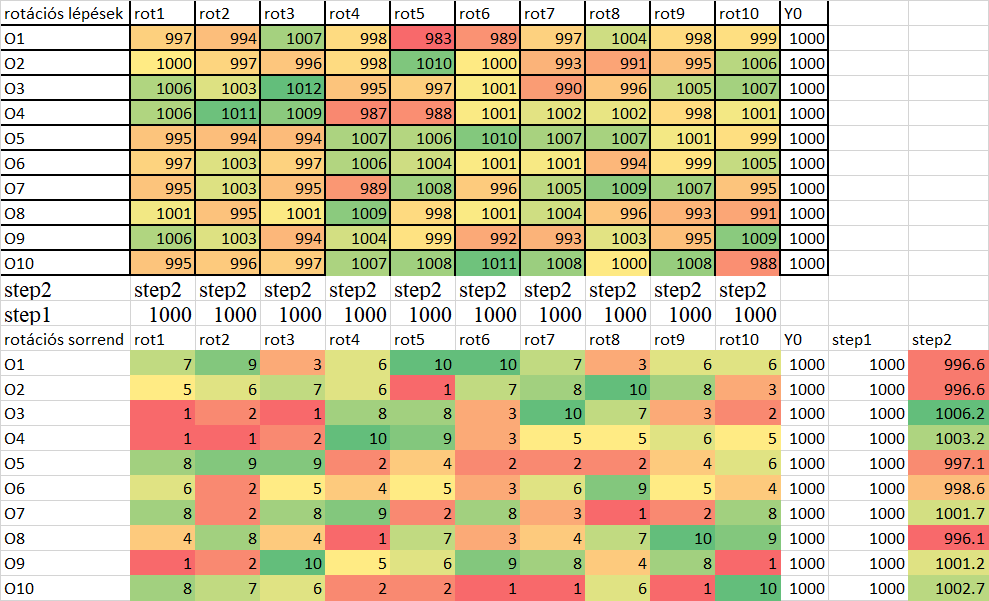 rotációs lépések rot1 rot2 rot3 rot4 rot5 rot6 rot7 rot8 rot9 rot10 Y0
O1 997 994 1007 998 983 989 997 1004 998 999 1000
O2 1000 997 996 998 1010 1000 993 991 995 1006 1000
O3 1006 1003 1012 995 997 1001 990 996 1005 1007 1000
O4 1006 1011 1009 987 988 1001 1002 1002 998 1001 1000
O5 995 994 994 1007 1006 1010 1007 1007 1001 999 1000
O6 997 1003 997 1006 1004 1001 1001 994 999 1005 1000
O7 995 1003 995 989 1008 996 1005 1009 1007 995 1000
O8 1001 995 1001 1009 998 1001 1004 996 993 991 1000
O9 1006 1003 994 1004 999 992 993 1003 995 1009 1000
O10 995 996 997 1007 1008 1011 1008 1000 1008 988 1000
step2 step2 step2 step2 step2 step2 step2 step2 step2 step2 step2
step1 1000 1000 1000 1000 1000 1000 1000 1000 1000 1000
rotációs sorrend rot1 rot2 rot3 rot4 rot5 rot6 rot7 rot8 rot9 rot10 Y0 step1 step2
O1 7 9 3 6 10 10 7 3 6 6 1000 1000 996.6
O2 5 6 7 6 1 7 8 10 8 3 1000 1000 996.6
O3 1 2 1 8 8 3 10 7 3 2 1000 1000 1006.2
O4 1 1 2 10 9 3 5 5 6 5 1000 1000 1003.2
O5 8 9 9 2 4 2 2 2 4 6 1000 1000 997.1
O6 6 2 5 4 5 3 6 9 5 4 1000 1000 998.6
O7 8 2 8 9 2 8 3 1 2 8 1000 1000 1001.7
O8 4 8 4 1 7 3 4 7 10 9 1000 1000 996.1
O9 1 2 10 5 6 9 8 4 8 1 1000 1000 1001.2
O10 8 7 6 2 2 1 1 6 1 10 1000 1000 1002.7